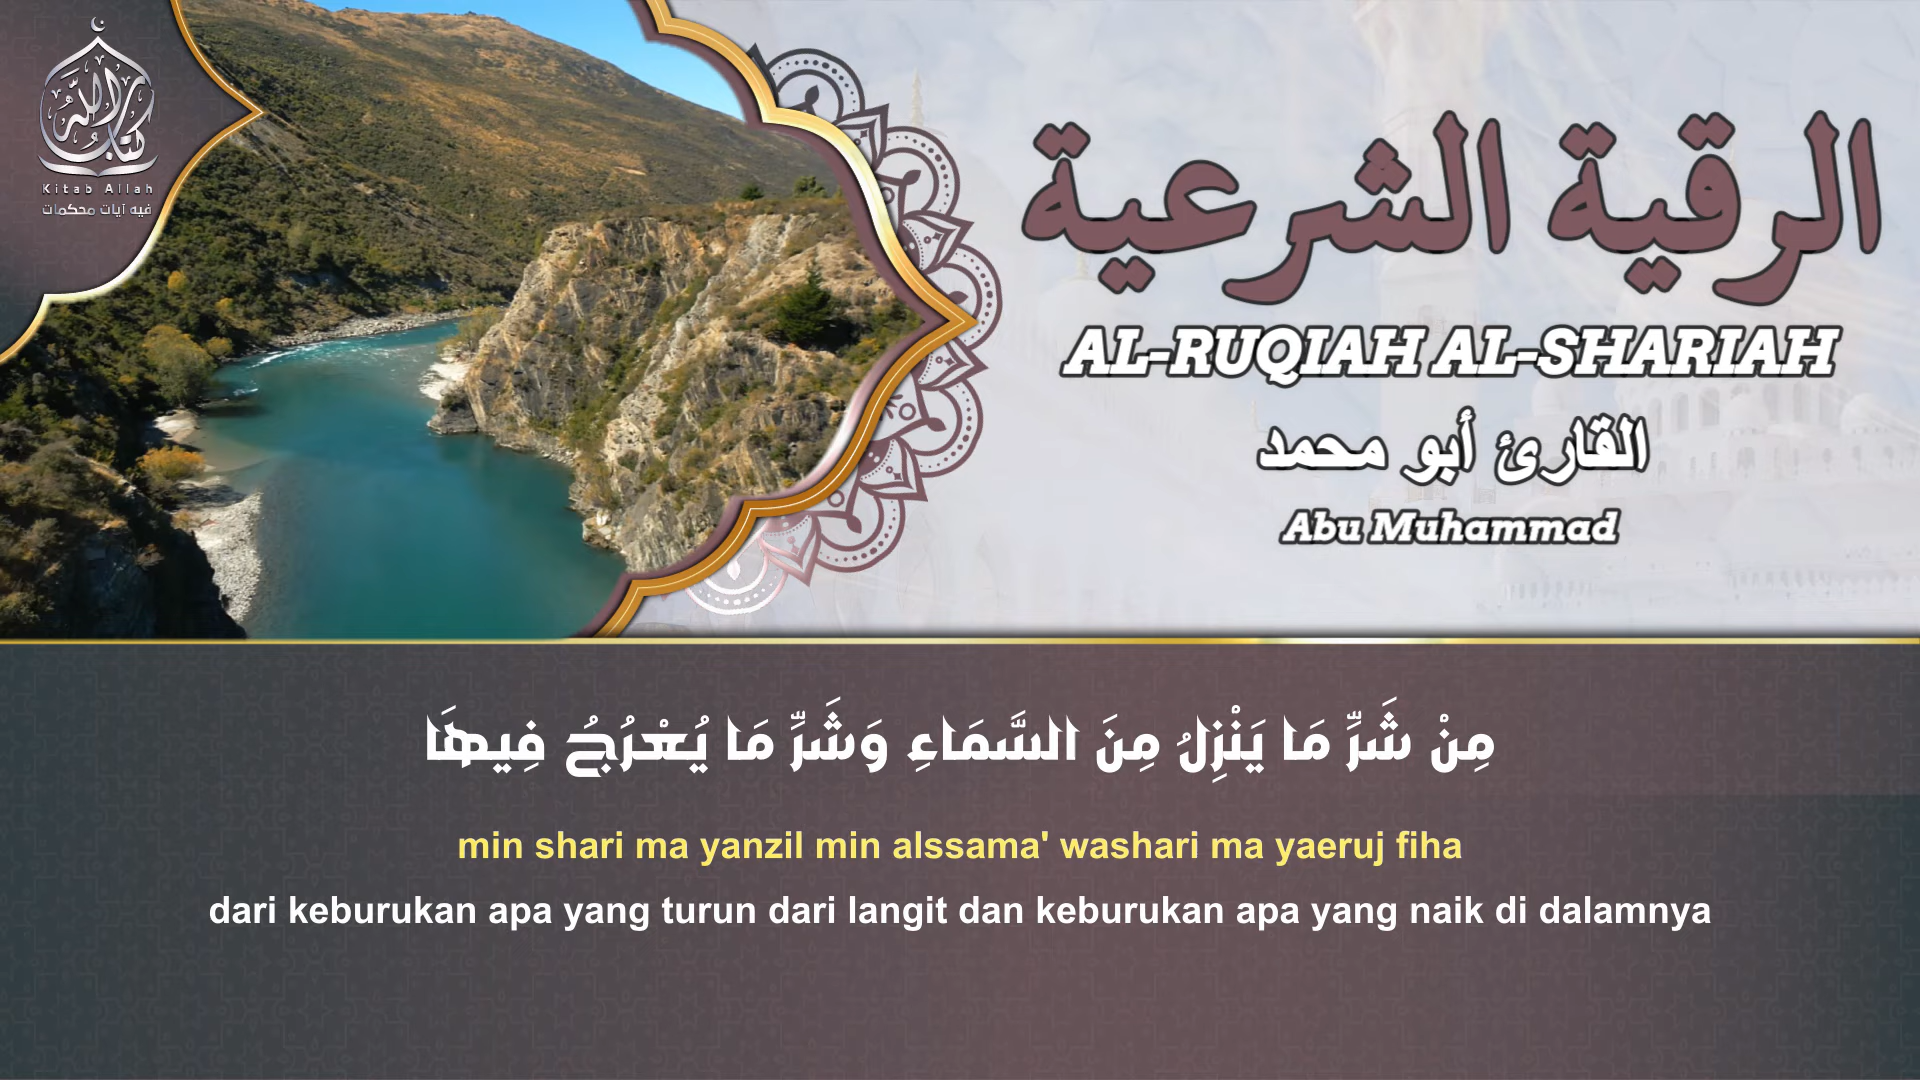 كتاب الله
Kitab Allah
فيه آيات محكمات
الرقية الشرعية
AL-RUQIAH AL-SHARIAH
القارئ أبو محمد
Abu Muhammad
مِنْ شَرِّ مَا يَنْزِلُ مِنَ السَّمَاءِ وَشَرِّ مَا يُعْرُجُ فِيهَا
min shari ma yanzil min alssama' washari ma yaeruj fiha
dari keburukan apa yang turun dari langit dan keburukan apa yang naik di dalamnya